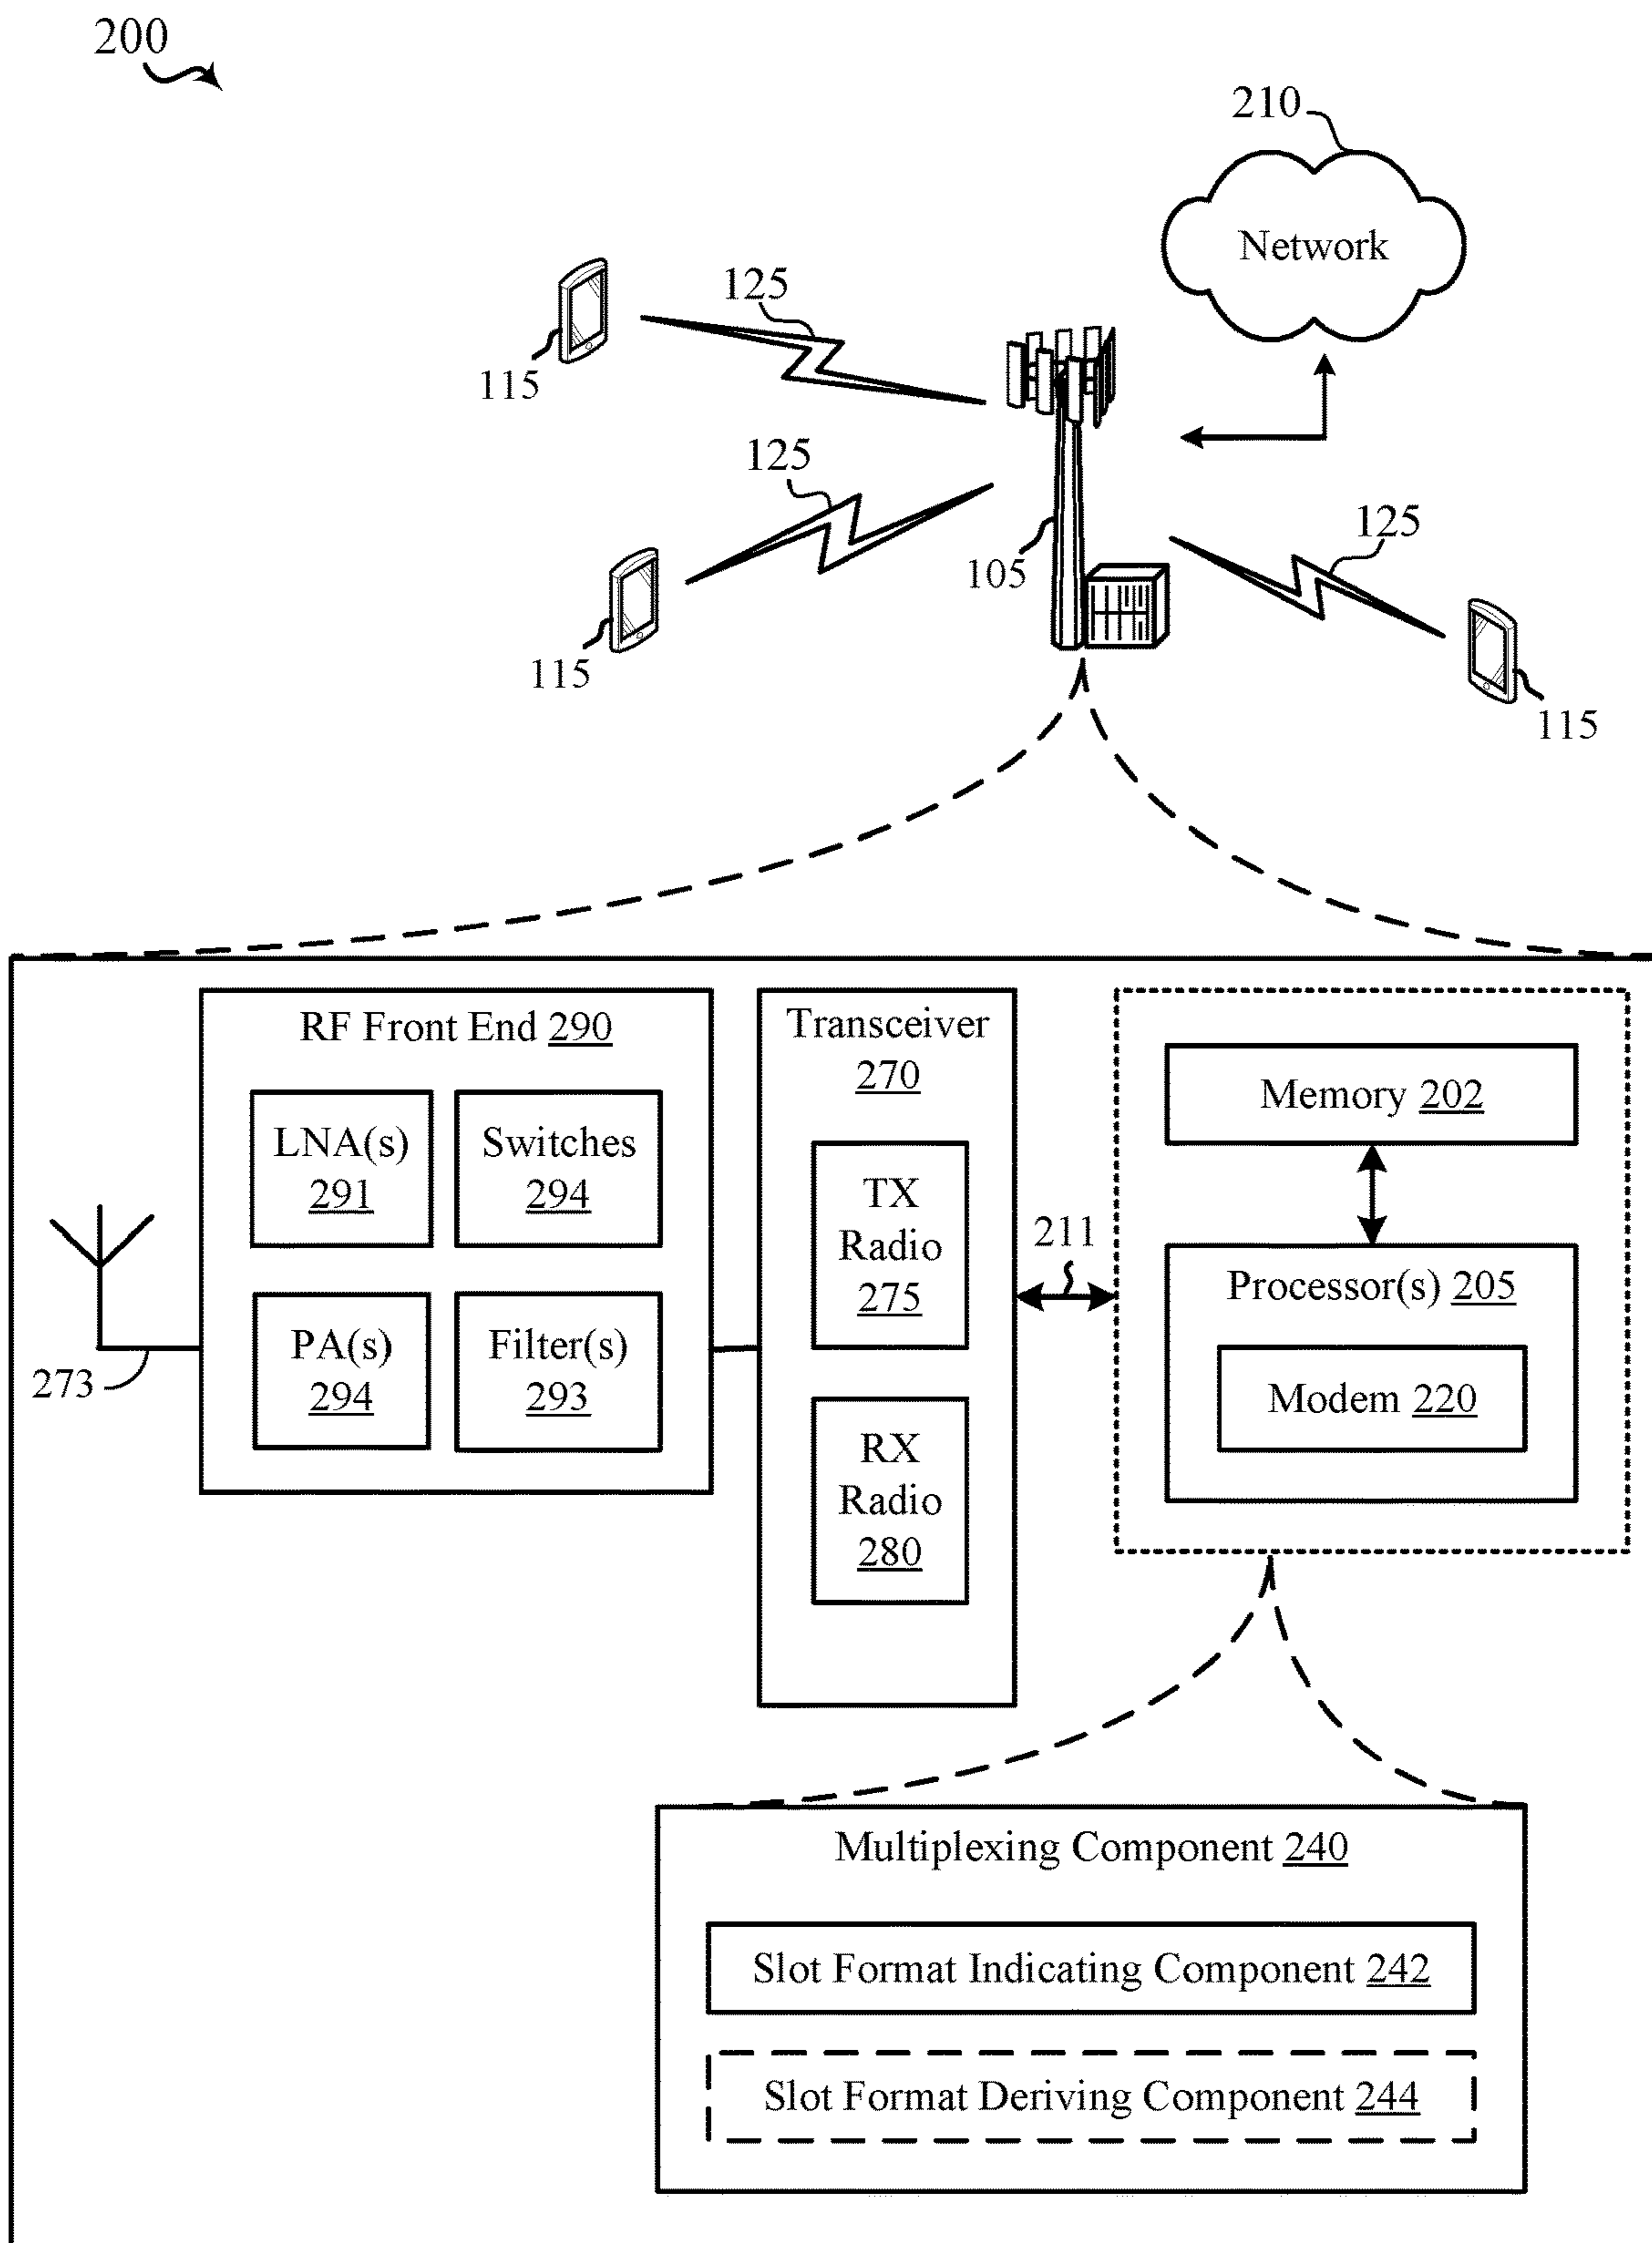 200
210
Network
125
115
125
105
125
115
115
RF Front End 290
LNA(s)
291
Switches
294
PA(s)
294
Filter(s)
293
273
Transceiver
270
TX
Radio
275
RX
Radio
280
211
Memory 202
Processor(s) 205
Modem 220
Multiplexing Component 240
Slot Format Indicating Component 242
Slot Format Deriving Component 244